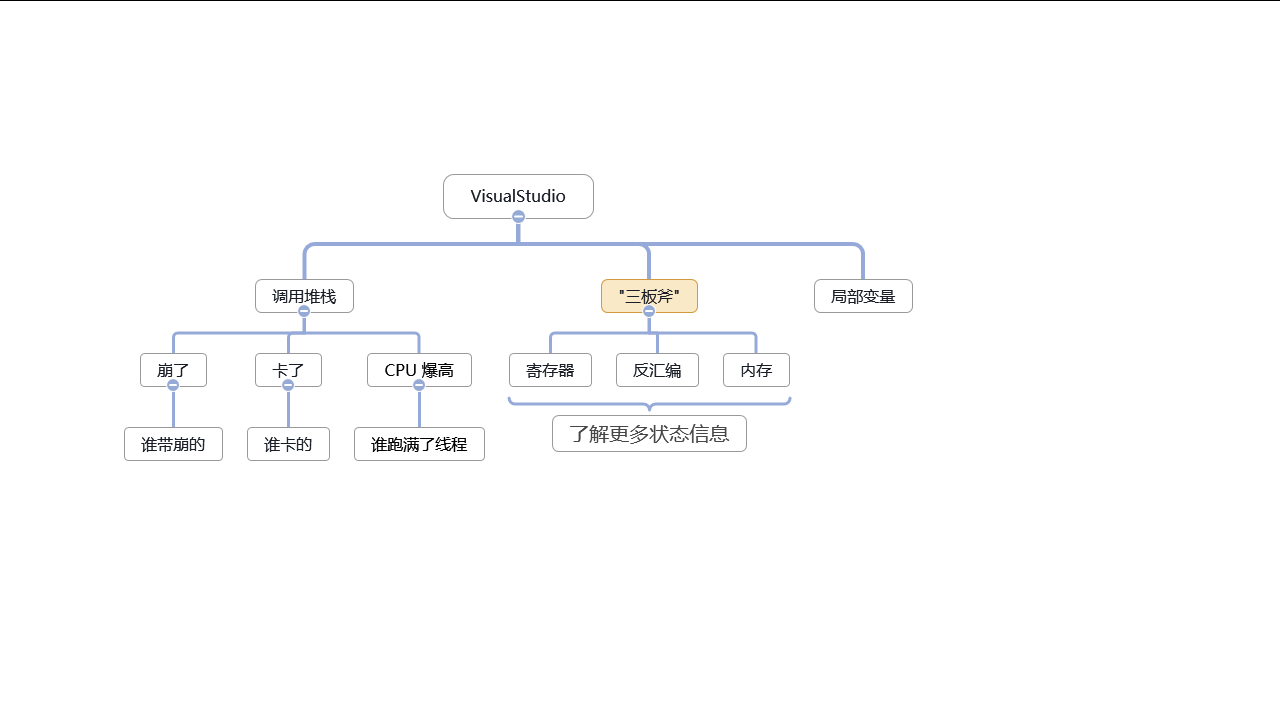 VisualStudio
调用堆栈
"三板斧"
局部变量
崩了
卡了
CPU 爆高
寄存器
反汇编
内存
谁带崩的
谁卡的
谁跑满了线程
了解更多状态信息